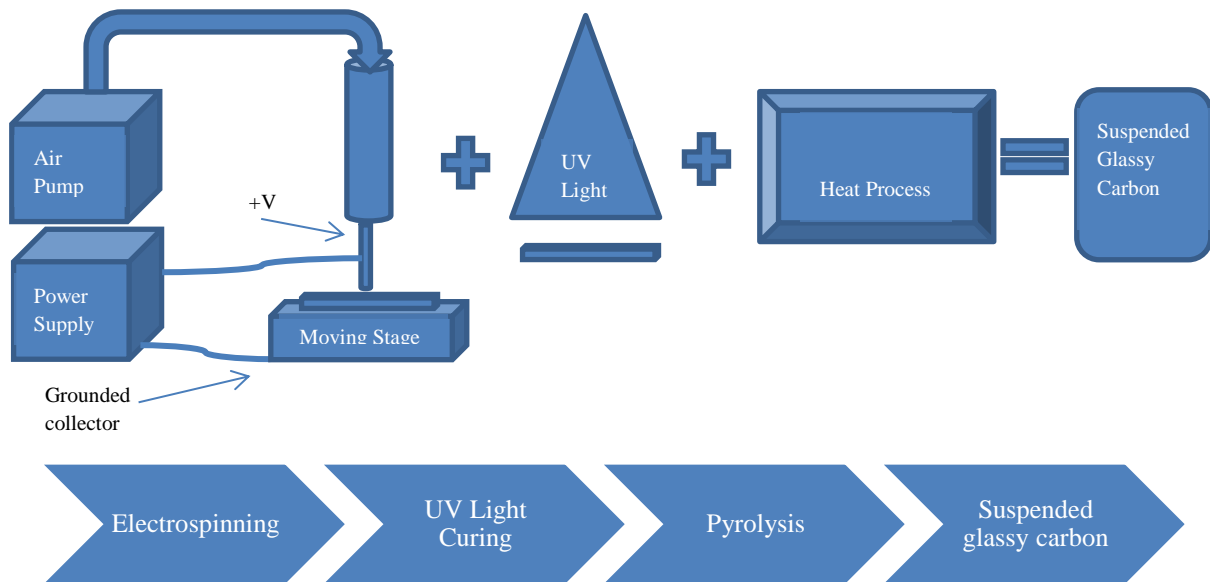 Air
Pump
+V
Power
Supply
Moving Stage
Grounded
collector
UV
Light
Heat Process
Suspended
Glassy
Carbon
Electrospinning
UV Light
Curing
Pyrolysis
Suspended
glassy carbon